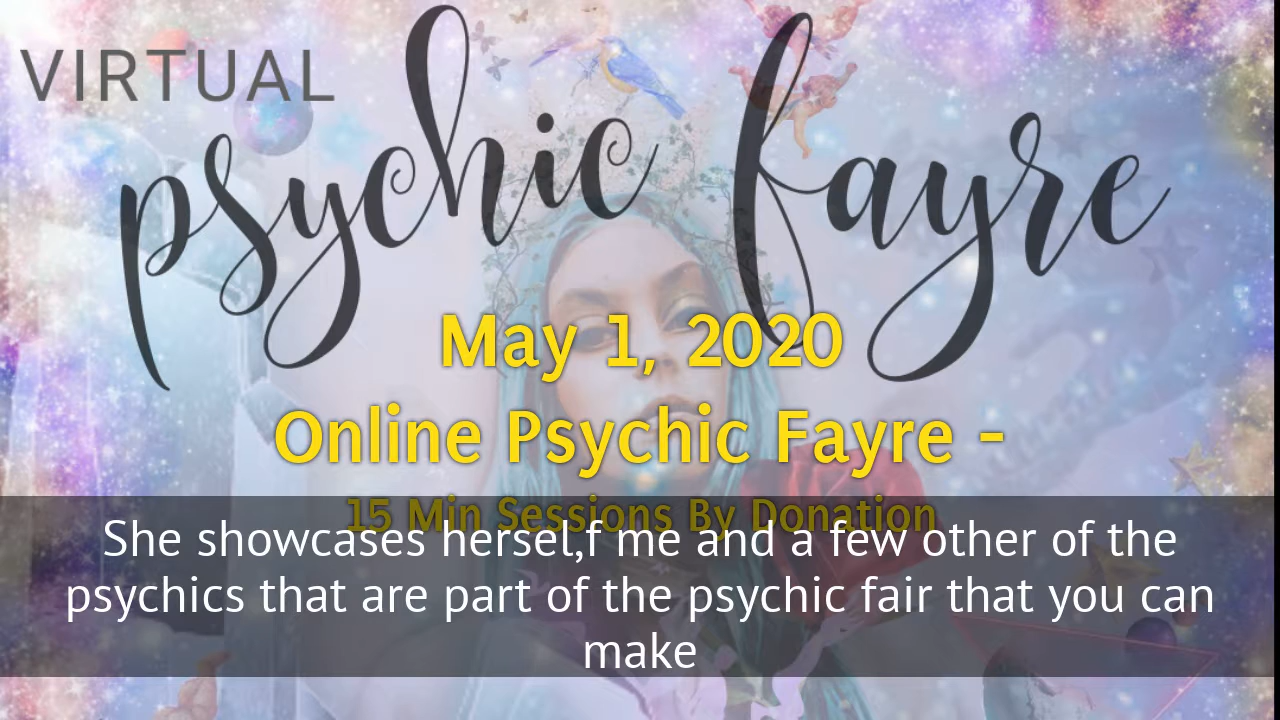 VIRTUAL
psychic fayre
May 1, 2020
Online Psychic Fayre -
15 Min Sessions By Donation
She showcases hersel,f me and a few other of the
psychics that are part of the psychic fair that you can
make